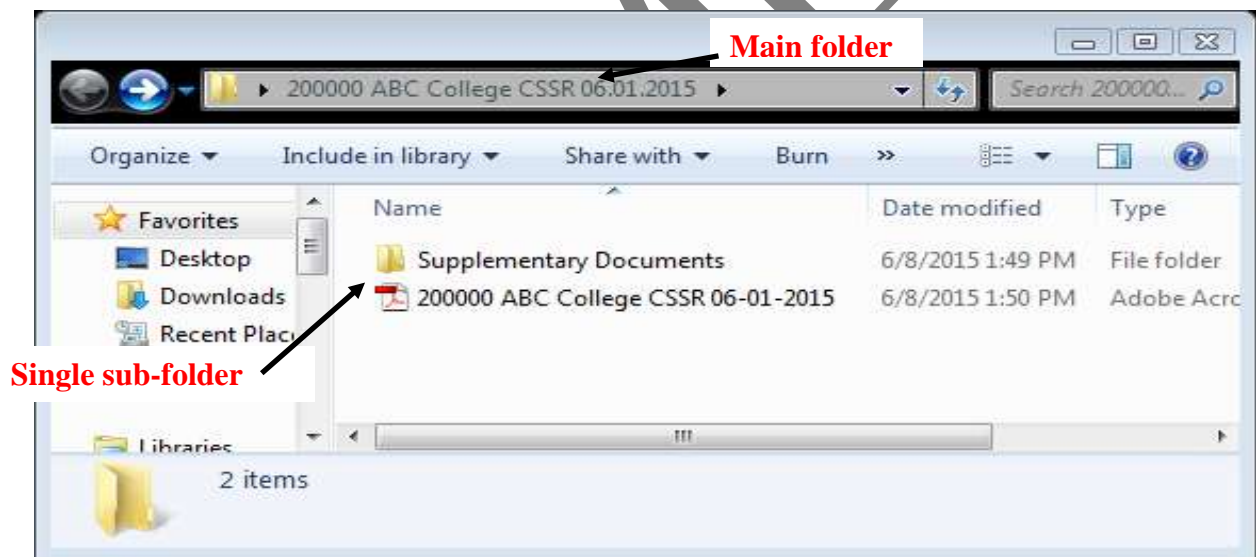 Main folder
200000 ABC College CSSR 06.01.2015
Search 200000...
Organize Include in library Share with Burn »
Favorites
Name Date modified Type
Desktop
Supplementary Documents 6/8/2015 1:49 PM File folder
Downloads
200000 ABC College CSSR 06-01-2015 6/8/2015 1:50 PM Adobe Acro
Recent Place
Single sub-folder
Libraries
2 items